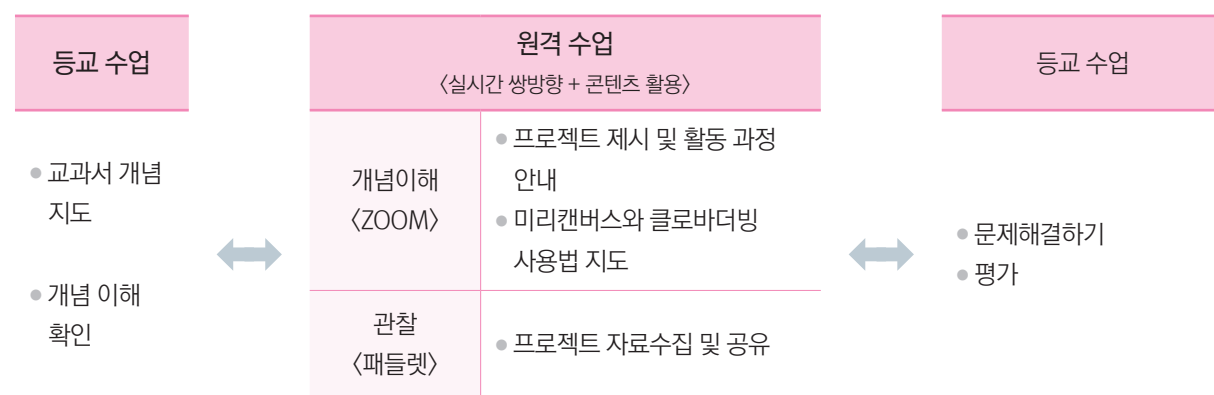 등교 수업
● 교과서 개념
지도
● 개념 이해
확인
원격 수업
〈실시간 쌍방향 + 콘텐츠 활용〉
개념이해
〈ZOOM〉
● 프로젝트 제시 및 활동 과정
안내
● 미리캔버스와 클로바더빙
사용법 지도
관찰
〈패들렛〉
● 프로젝트 자료수집 및 공유
등교 수업
● 문제해결하기
● 평가